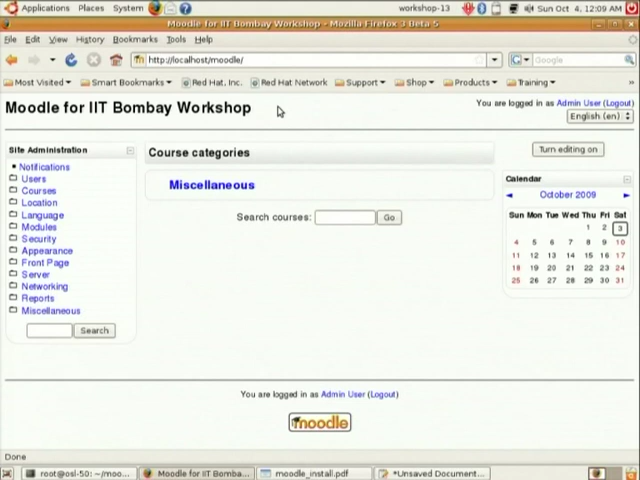 Applications Places System workshop-13 Sun Oct 4, 12:09 AM
Moodle for IIT Bombay Workshop - Mozilla Firefox 3 Beta 5
File Edit View History Bookmarks Tools Help
http://localhost/moodle/ Google
Most Visited Smart Bookmarks Red Hat, Inc. Red Hat Network Support Shop Products Training
Moodle for IIT Bombay Workshop
You are logged in as Admin User (Logout)
English (en)
Site Administration
Notifications
Users
Courses
Location
Language
Modules
Security
Appearance
Front Page
Server
Networking
Reports
Miscellaneous
Search
Course categories
Miscellaneous
Search courses: Go
Turn editing on
Calendar
October 2009
Sun Mon Tue Wed Thu Fri Sat
1 2 3
4 5 6 7 8 9 10
11 12 13 14 15 16 17
18 19 20 21 22 23 24
25 26 27 28 29 30 31
You are logged in as Admin User (Logout)
moodle
Done
root@osl-50: ~/moo... Moodle for IIT Bomba... moodle_install.pdf *Unsaved Document...